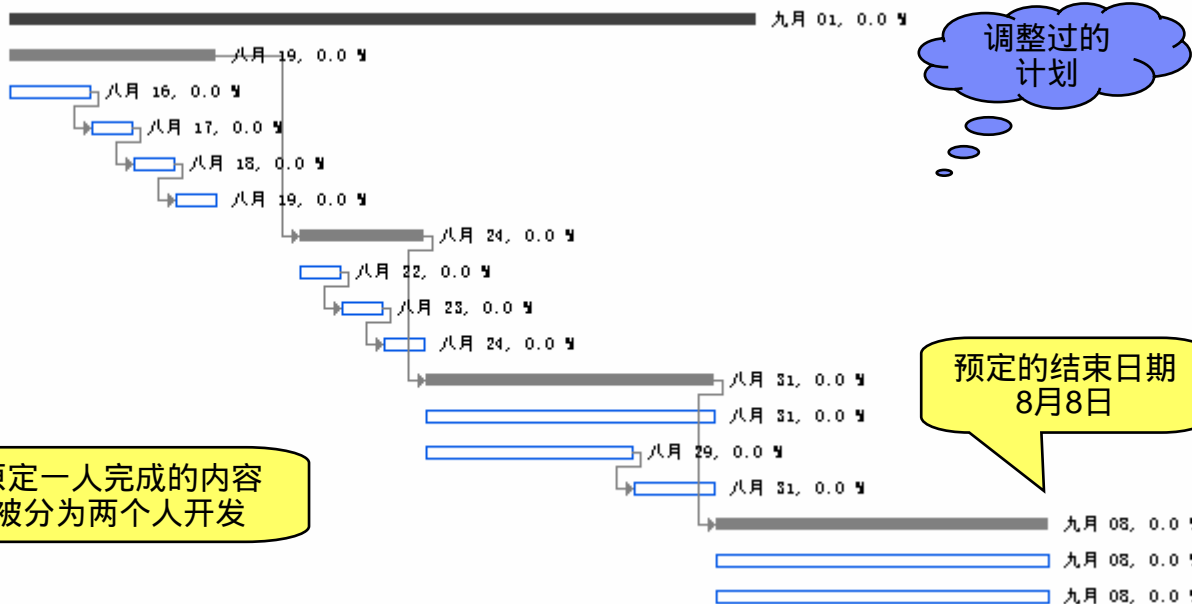 九月 01, 0.0
调整过的
计划
八月 19, 0.0
八月 16, 0.0
八月 17, 0.0
八月 18, 0.0
八月 19, 0.0
八月 24, 0.0
八月 22, 0.0
八月 23, 0.0
八月 24, 0.0
预定的结束日期
8月8日
八月 31, 0.0
八月 31, 0.0
八月 29, 0.0
定一人完成的内容
被分为两个人开发
八月 31, 0.0
九月 08, 0.0
九月 08, 0.0
九月 08, 0.0